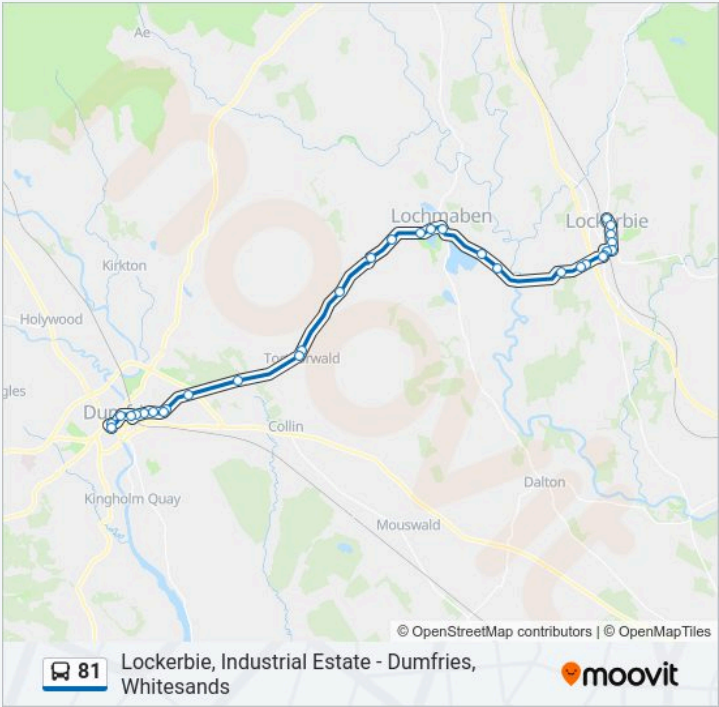 Ae
Lochmaben
Lockerbie
Kirkton
Holywood
gles
Dumfries
Collin
Dalton
Kingholm Quay
Mouswald
© OpenStreetMap contributors | © OpenMapTiles
81
Lockerbie, Industrial Estate - Dumfries,
Whitesands
moovit